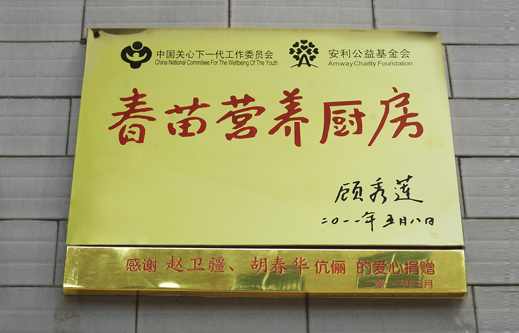 中国关心下一代工作委员会
China National Committee For The Wellbeing Of The Youth
安利公益基金会
Amway Charity Foundation
春苗营养厨房
顾秀莲
二〇一一年五月八日
感谢 赵卫疆、胡春华伉俪 的爱心捐赠